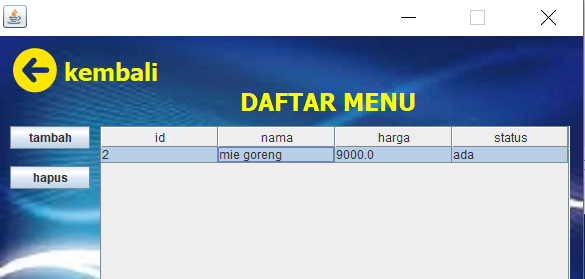 kembali
DAFTAR MENU
tambah
id nama harga status
2 mie goreng 9000.0 ada
hapus